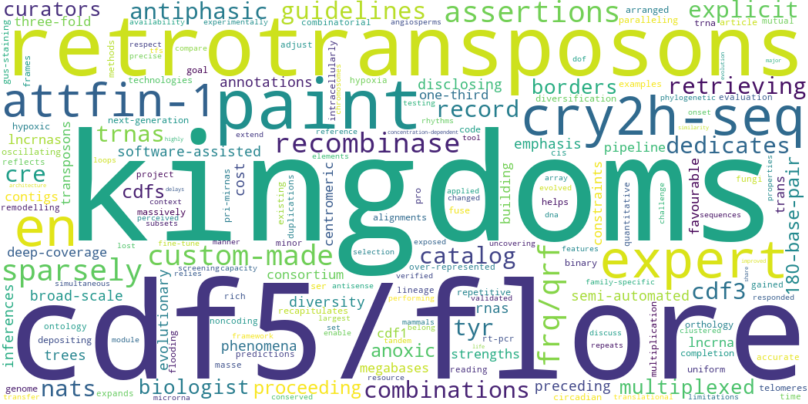 curators antiphasic guidelines assertions explicit
three-fold availability experimentally combinatorial arranged trna article mutual
retrotransposons
gus-staining frames methods respect compare precise adjust paralleling
technologies goal hypoxia examples dof major
attfin-1 paint annotations one-third disclosing borders retrieving
intracellularly testing record diversification phylogenetic evaluation
hypoxic next-generation rhythms cry2h-seq
lncrnas trnas recombinase concentration-dependent code tool emphasis dedicates
oscillating software-assisted extend reference highly pipeline cis onset similarity
reflects transposons kingdoms loops elements
cre project cost helps array fungi trans
contigs cdfs context massively pri-mirnas existing duplications centromeric building applied evolved changed dna constraints quantitative challenge favourable properties 180-base-pair
en remodelling perceived subsets minor alignments pro fuse sequences
architecture delays
lost fine-tune manner selection exposed uncovering
deep-coverage custom-made catalog expert
sparsely screening capacity relies consortium over-represented verified frq/qrf features family-specific
simultaneous ser antisense lineage binary gained
inferences broad-scale evolutionary rich diversity recapitulates largest repetitive validated semi-automated cdf3 responded
cdf5/flore
ontology depositing noncoding cdf1 tyr rnas discuss orthology
trees module phenomena set mammals belong rt-pcr clustered lncrna accurate
flooding masse predictions enable anoxic strengths reading repeats completion
nats biologist proceeding megabases combinations preceding multiplexed multiplication uniform telomeres
genome resource
transfer expands microrna conserved life circadian translational limitations time